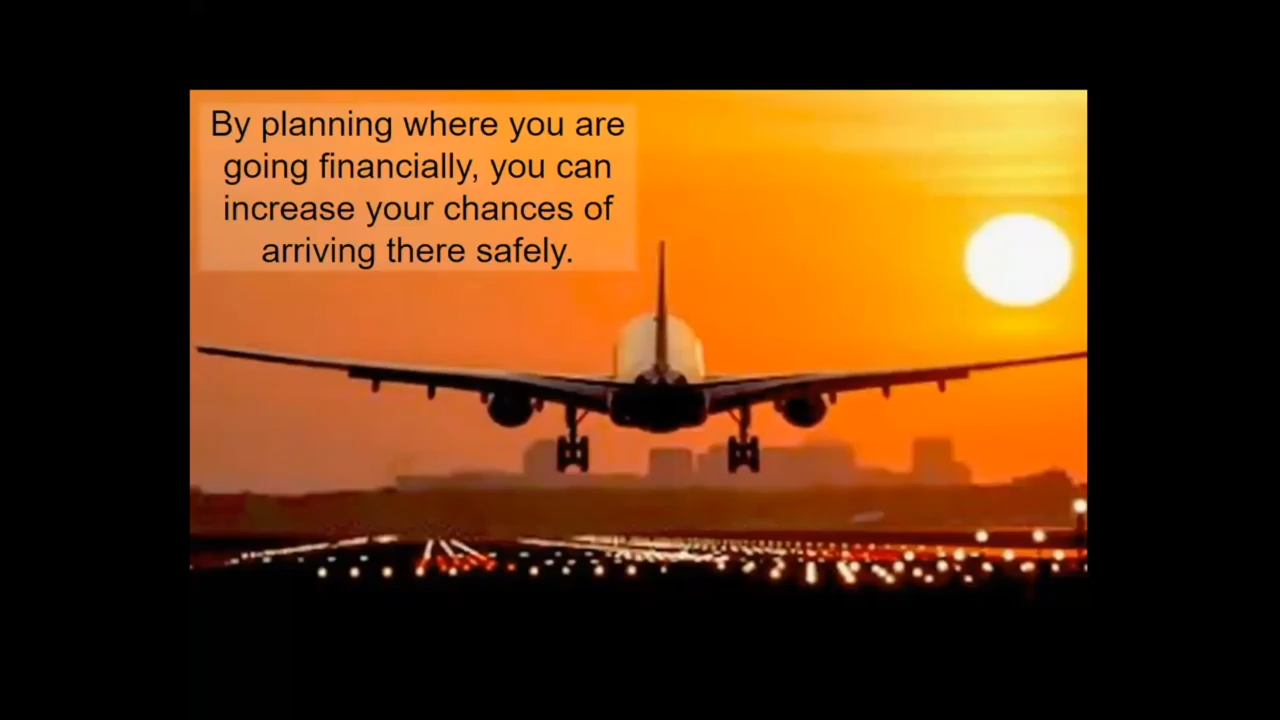 By planning where you are
going financially, you can
increase your chances of
arriving there safely.